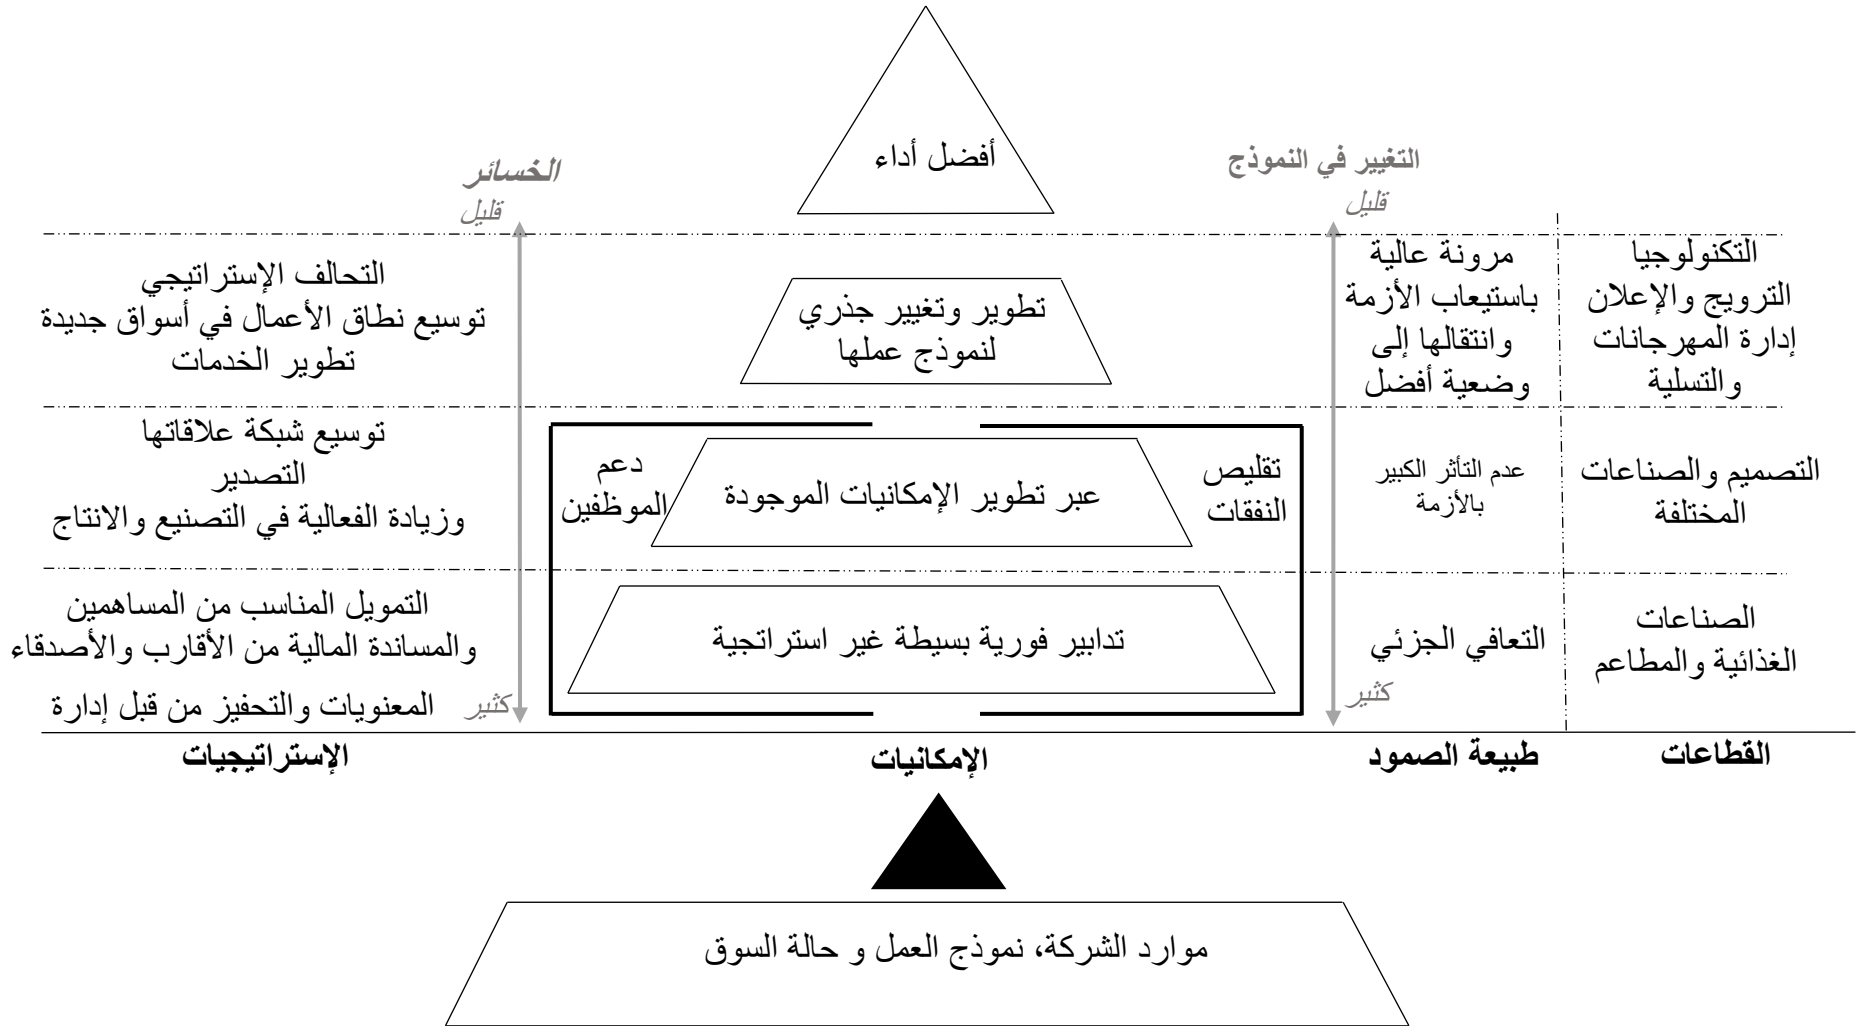 أفضل أداء
التغيير في النموذج
قليل
الخسائر
قليل
التكنولوجيا
الترويج والإعلان
إدارة المهرجانات
والتسلية
مرونة عالية
باستيعاب الأزمة
وانتقالها إلى
وضعية أفضل
تطوير وتغيير جذري
لنموذج عملها
التحالف الإستراتيجي
توسيع نطاق الأعمال في أسواق جديدة
تطوير الخدمات
التصميم والصناعات
المختلفة
عدم التأثر الكبير
بالأزمة
تقليص
النفقات
عبر تطوير الإمكانيات الموجودة
دعم
الموظفين
توسيع شبكة علاقاتها
التصدير
وزيادة الفعالية في التصنيع والانتاج
الصناعات
الغذائية والمطاعم
التعافي الجزئي
كثير
تدابير فورية بسيطة غير استراتجية
التمويل المناسب من المساهمين
والمساندة المالية من الأقارب والأصدقاء
المعنويات والتحفيز من قبل إدارة
كثير
القطاعات
طبيعة الصمود
الإمكانيات
الإستراتيجيات
موارد الشركة، نموذج العمل و حالة السوق